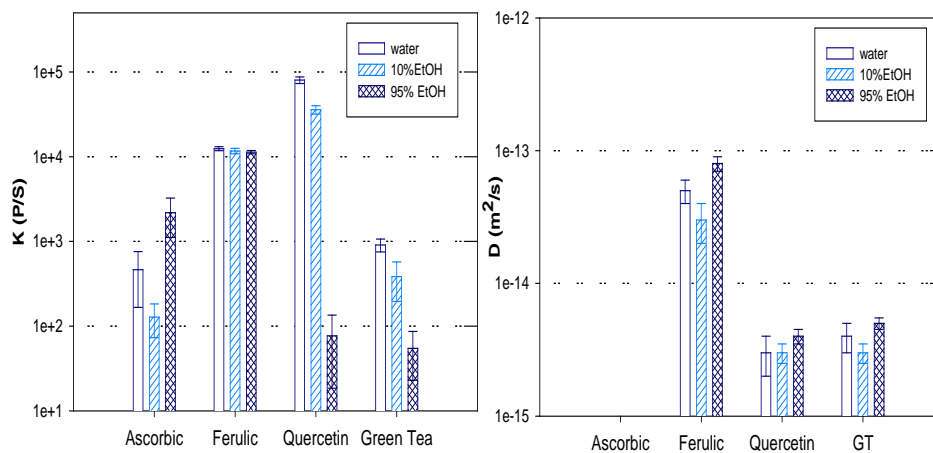 K (P/S)
1e+5
1e+4
1e+3
1e+2
1e+1
water
10%EtOH
95% EtOH
Ascorbic Ferulic Quercetin Green Tea
D (m²/s)
1e-12
1e-13
1e-14
1e-15
water
10%EtOH
95% EtOH
Ascorbic Ferulic Quercetin GT